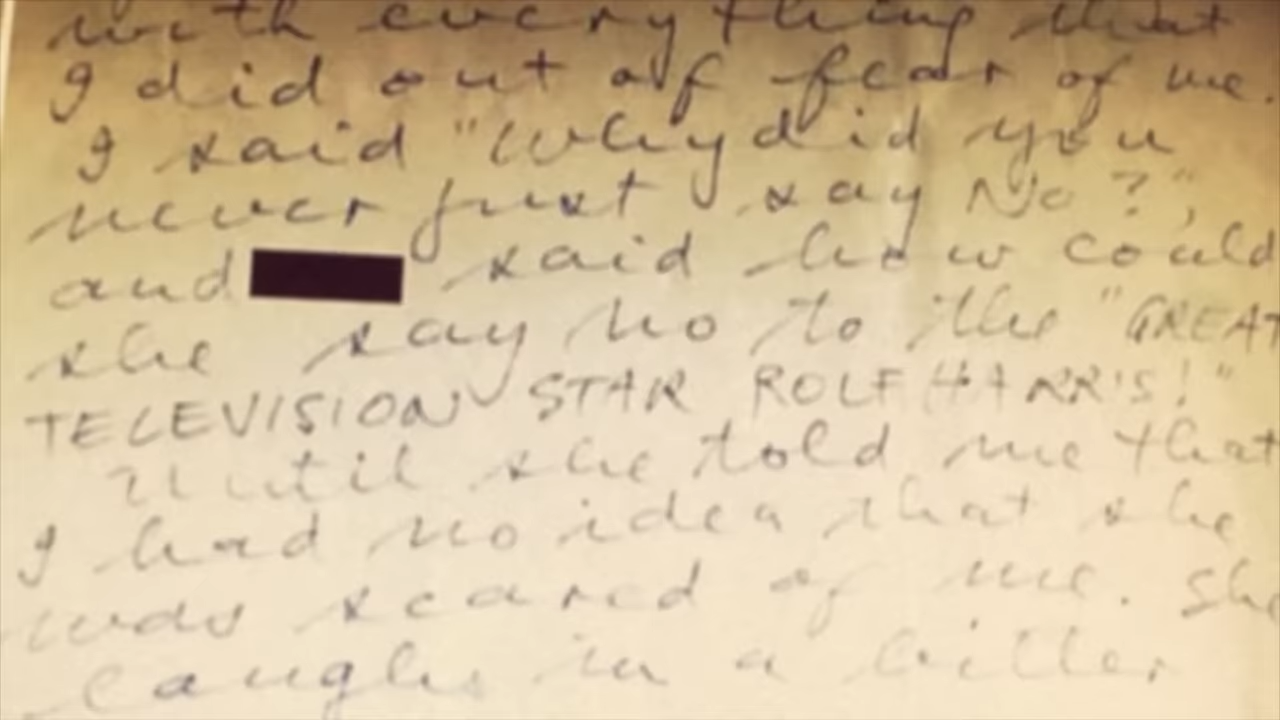 with everything that
I did out of fear of me.
I said "Why did you
never just say No?",
and said how could
she say no to the "GREAT
TELEVISION STAR ROLF HARRIS!"
Until she told me that
I had no idea that she
was scared of me. She
laughs in a bitter